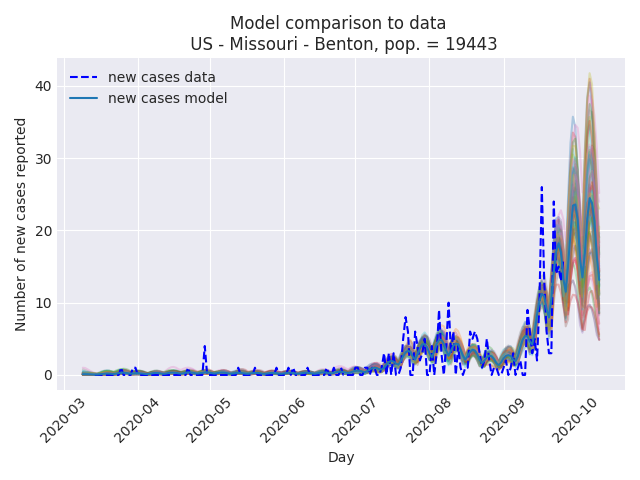 Model comparison to data
US - Missouri - Benton, pop. = 19443
new cases data
new cases model
Number of new cases reported
40
30
20
10
0
2020-03
2020-04
2020-05
2020-06
2020-07
2020-08
2020-09
2020-10
Day